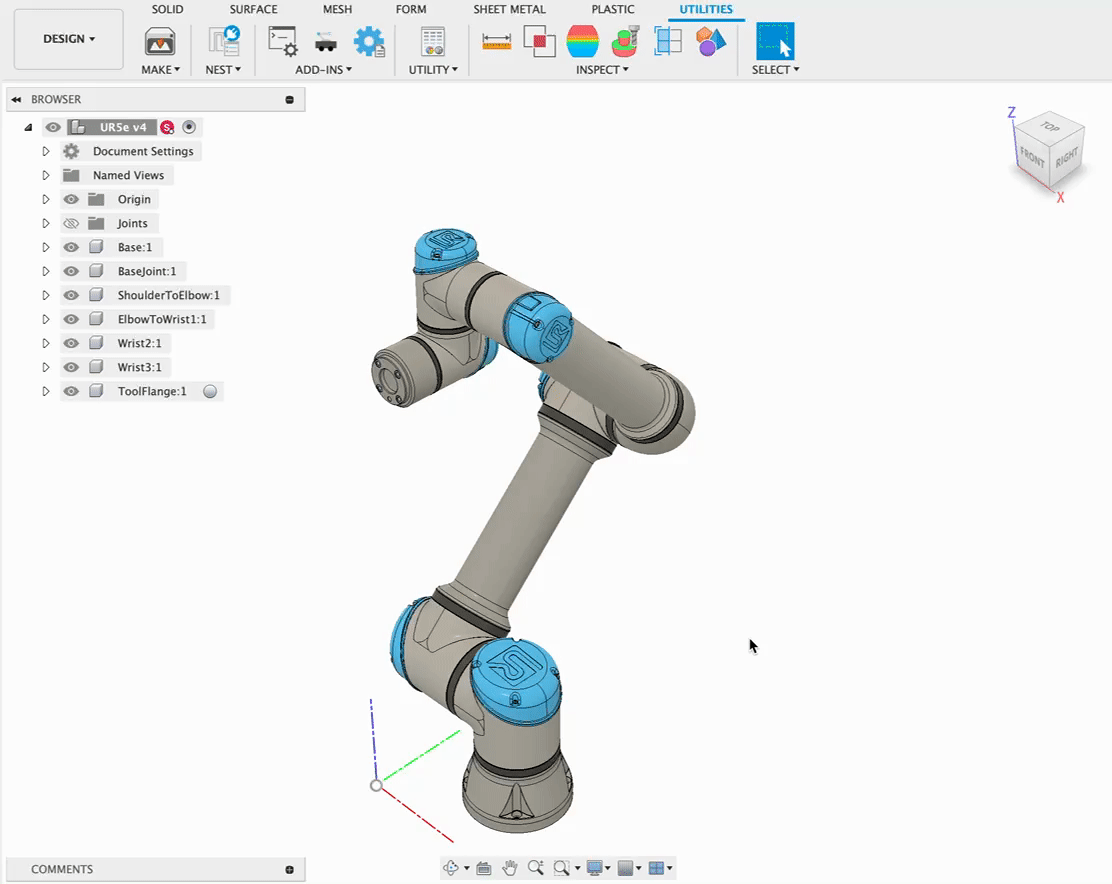 SOLID SURFACE MESH FORM SHEET METAL PLASTIC UTILITIES
DESIGN
MAKE NEST ADD-INS UTILITY INSPECT SELECT
BROWSER
UR5e v4 S
Document Settings
Named Views
Origin
Joints
Base:1
BaseJoint:1
ShoulderToElbow:1
ElbowToWrist1:1
Wrist2:1
Wrist3:1
ToolFlange:1
Z
TOP
FRONT
RIGHT
X
UR
UR
COMMENTS